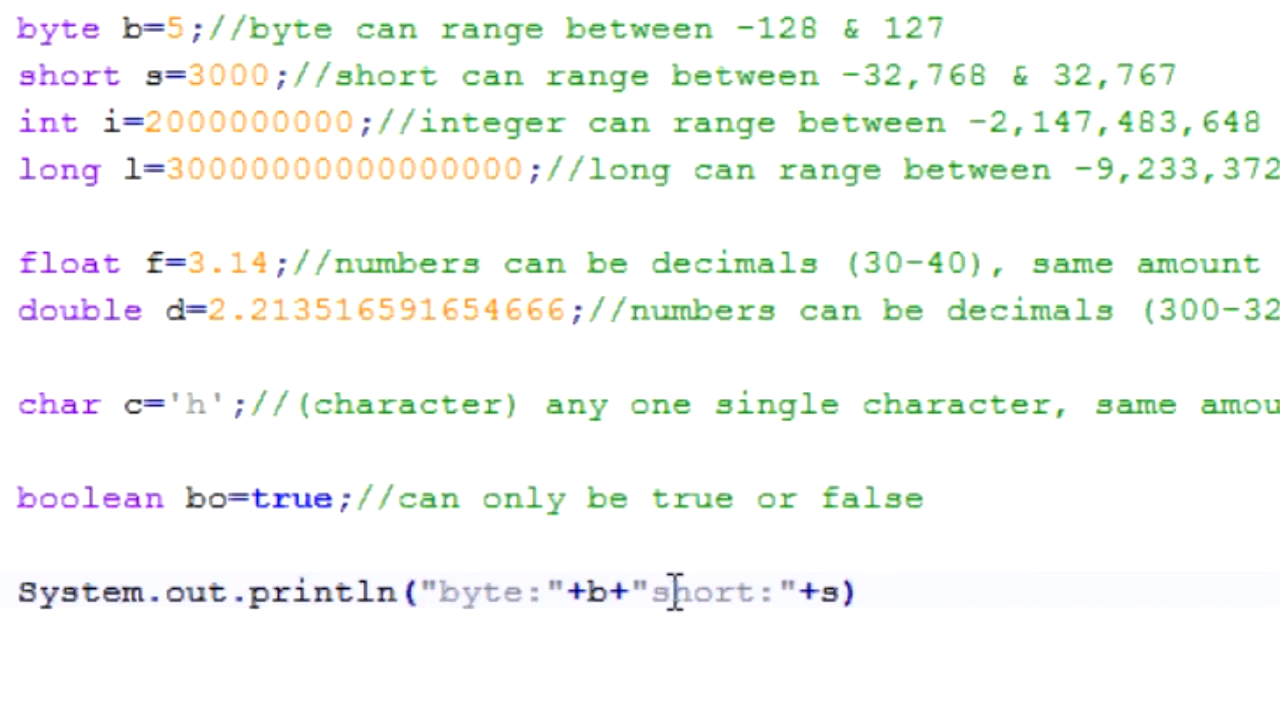 byte b=5;//byte can range between -128 & 127
short s=3000;//short can range between -32,768 & 32,767
int i=2000000000;//integer can range between -2,147,483,648
long l=30000000000000000;//long can range between -9,233,372
float f=3.14;//numbers can be decimals (30-40), same amount
double d=2.213516591654666;//numbers can be decimals (300-32
char c='h';//(character) any one single character, same amou
boolean bo=true;//can only be true or false
System.out.println("byte:"+b+"short:"+s)